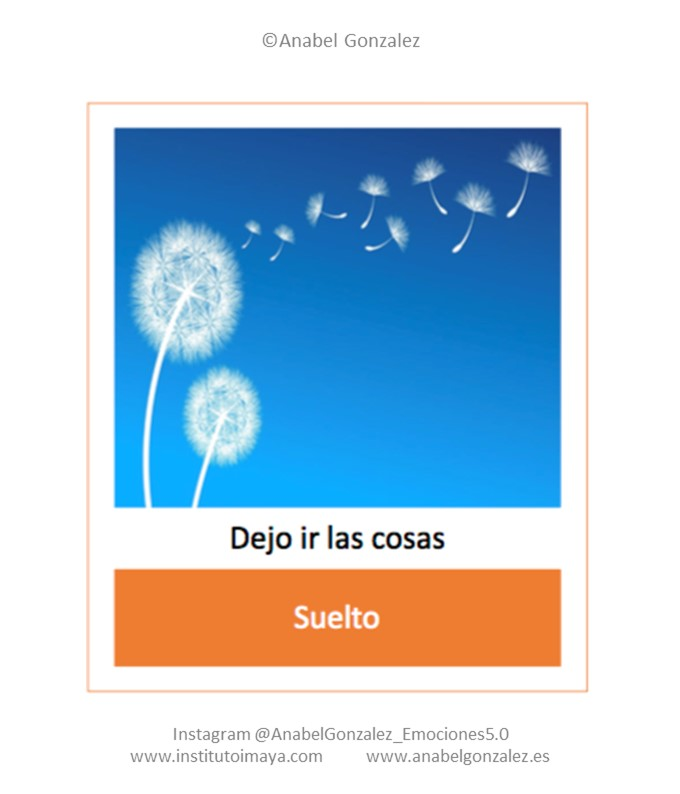 ©Anabel Gonzalez
Dejo ir las cosas
Suelto
Instagram @AnabelGonzalez_Emociones5.0
www.institutoimaya.com www.anabelgonzalez.es